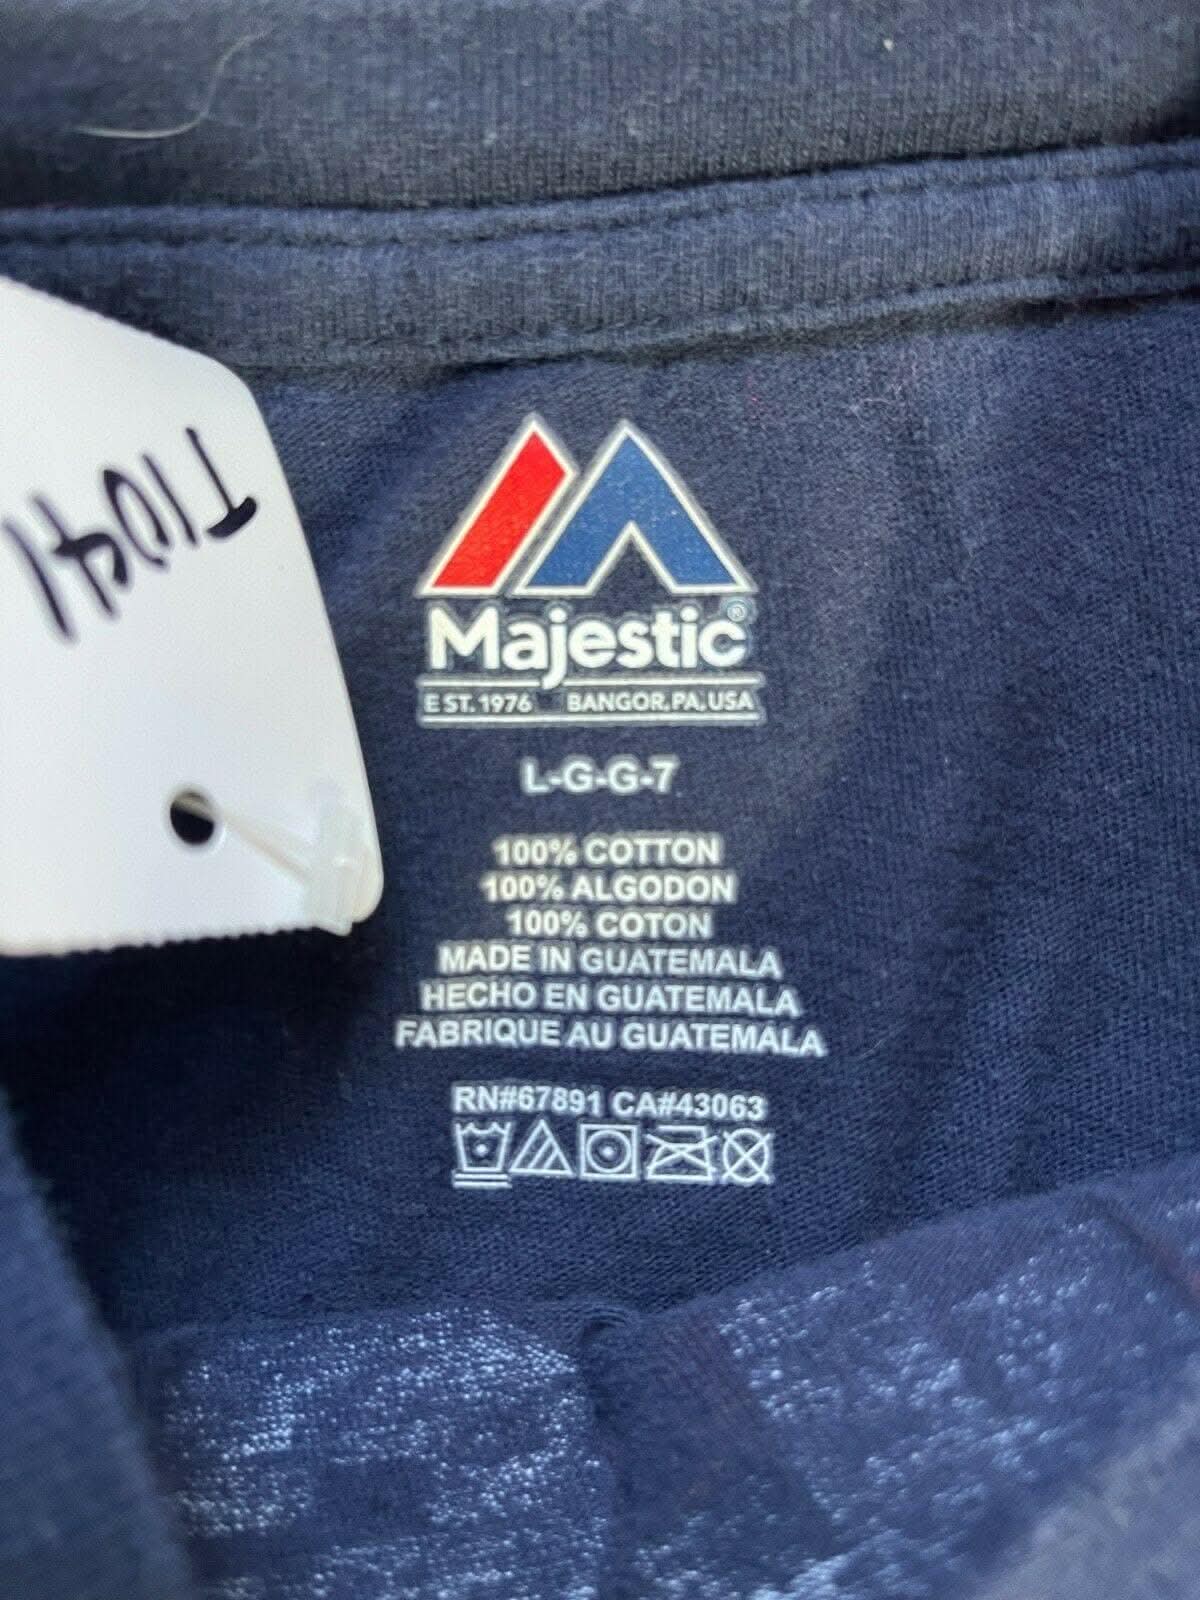 T1041
Majestic®
EST. 1976 BANGOR, PA, USA
L-G-G-7
100% COTTON
100% ALGODON
100% COTON
MADE IN GUATEMALA
HECHO EN GUATEMALA
FABRIQUE AU GUATEMALA
RN#67891 CA#43063